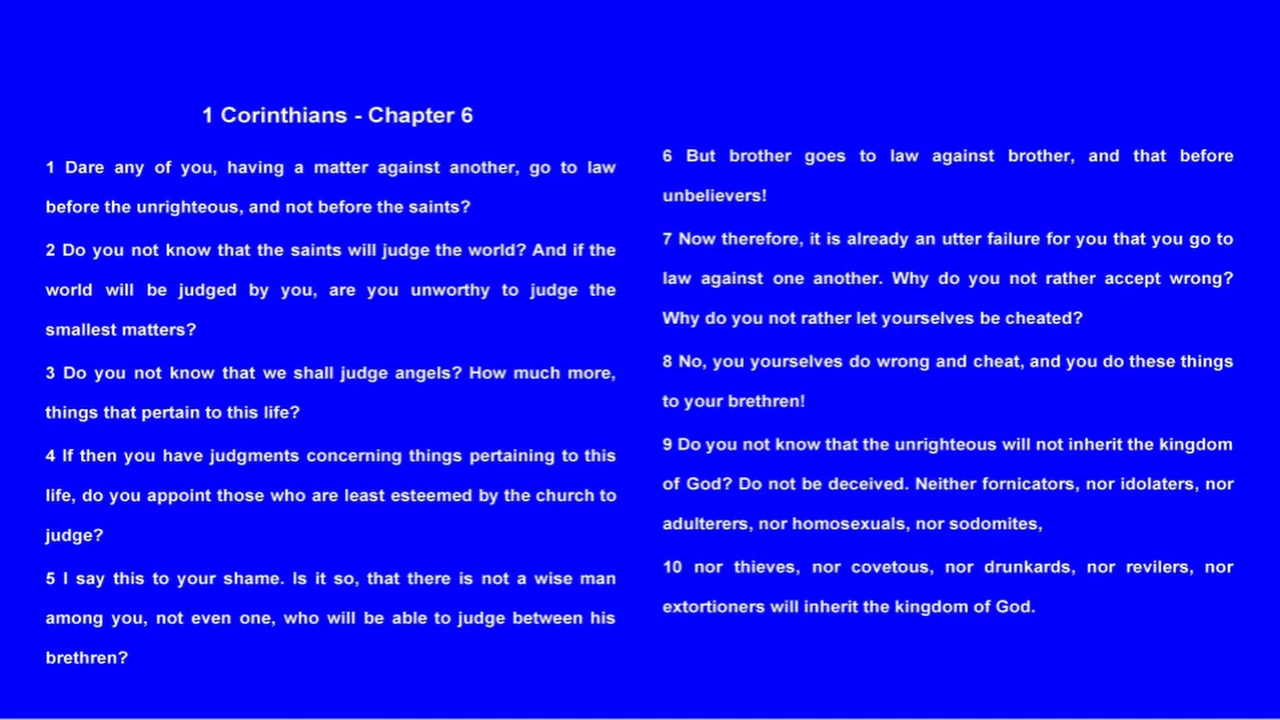 1 Corinthians - Chapter 6
1 Dare any of you, having a matter against another, go to law
before the unrighteous, and not before the saints?
2 Do you not know that the saints will judge the world? And if the
world will be judged by you, are you unworthy to judge the
smallest matters?
3 Do you not know that we shall judge angels? How much more,
things that pertain to this life?
4 If then you have judgments concerning things pertaining to this
life, do you appoint those who are least esteemed by the church to
judge?
5 I say this to your shame. Is it so, that there is not a wise man
among you, not even one, who will be able to judge between his
brethren?
6 But brother goes to law against brother, and that before
unbelievers!
7 Now therefore, it is already an utter failure for you that you go to
law against one another. Why do you not rather accept wrong?
Why do you not rather let yourselves be cheated?
8 No, you yourselves do wrong and cheat, and you do these things
to your brethren!
9 Do you not know that the unrighteous will not inherit the kingdom
of God? Do not be deceived. Neither fornicators, nor idolaters, nor
adulterers, nor homosexuals, nor sodomites,
10 nor thieves, nor covetous, nor drunkards, nor revilers, nor
extortioners will inherit the kingdom of God.